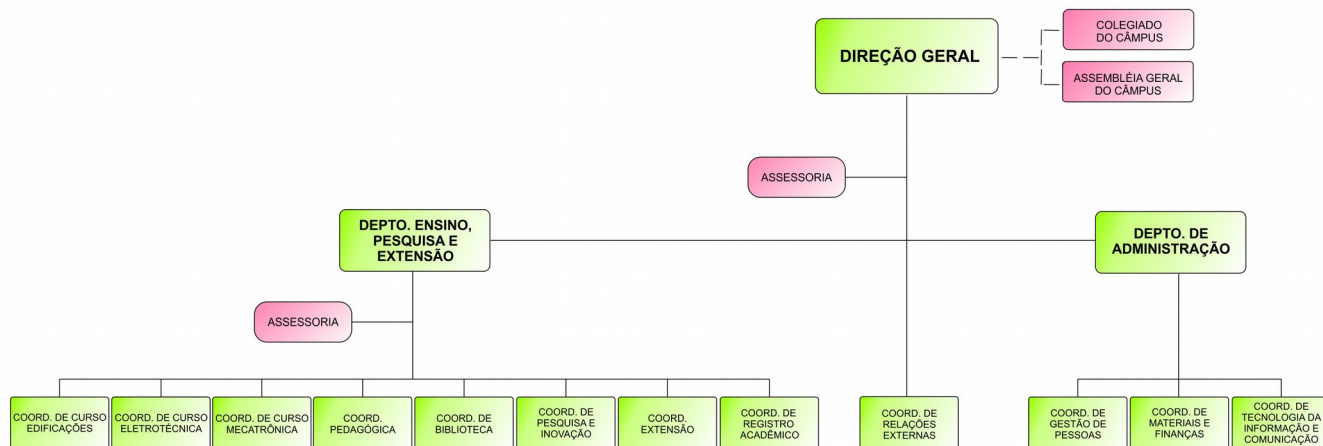 COLEGIADO
DO CÂMPUS
DIREÇÃO GERAL
ASSEMBLÉIA GERAL
DO CÂMPUS
ASSESSORIA
DEPTO. ENSINO,
PESQUISA E
EXTENSÃO
DEPTO. DE
ADMINISTRAÇÃO
ASSESSORIA
COORD. DE CURSO
EDIFICAÇÕES
COORD. DE CURSO
ELETROTÉCNICA
COORD. DE CURSO
MECATRÔNICA
COORD.
PEDAGÓGICA
COORD. DE
BIBLIOTECA
COORD. DE
PESQUISA E
INOVAÇÃO
COORD.
EXTENSÃO
COORD. DE
REGISTRO
ACADÊMICO
COORD. DE
RELAÇÕES
EXTERNAS
COORD. DE
GESTÃO DE
PESSOAS
COORD. DE
MATERIAIS E
FINANÇAS
COORD. DE
TECNOLOGIA DA
INFORMAÇÃO E
COMUNICAÇÃO